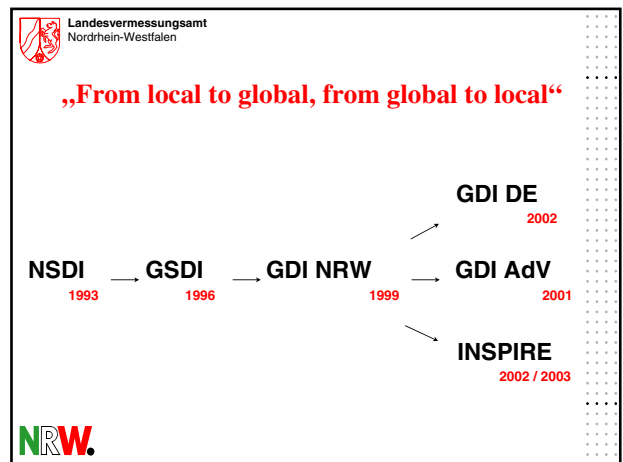 Landesvermessungsamt
Nordrhein-Westfalen
„From local to global, from global to local“
GDI DE
2002
NSDI
1993
GSDI
1996
GDI NRW
1999
GDI AdV
2001
INSPIRE
2002 / 2003
NRW.